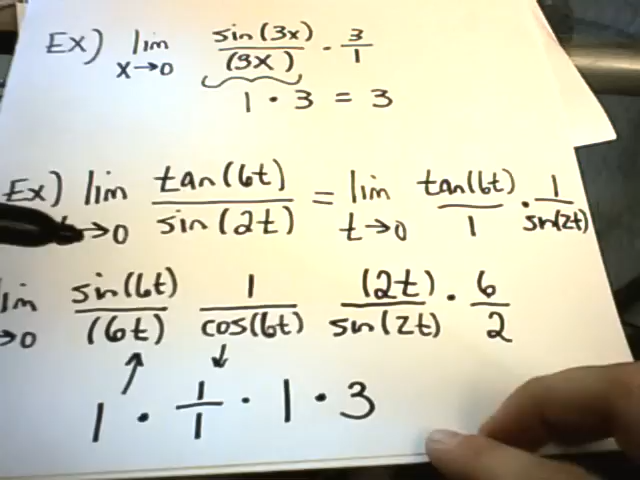 Ex) lim x→0 sin(3x)/(3x) · 3/1
1 · 3 = 3
Ex) lim t→0 tan(6t)/sin(2t) = lim t→0 tan(6t)/1 · 1/sin(2t)
lim →0 sin(6t)/(6t) 1/cos(6t) (2t)/sin(2t) · 6/2
1 · 1/1 · 1 · 3